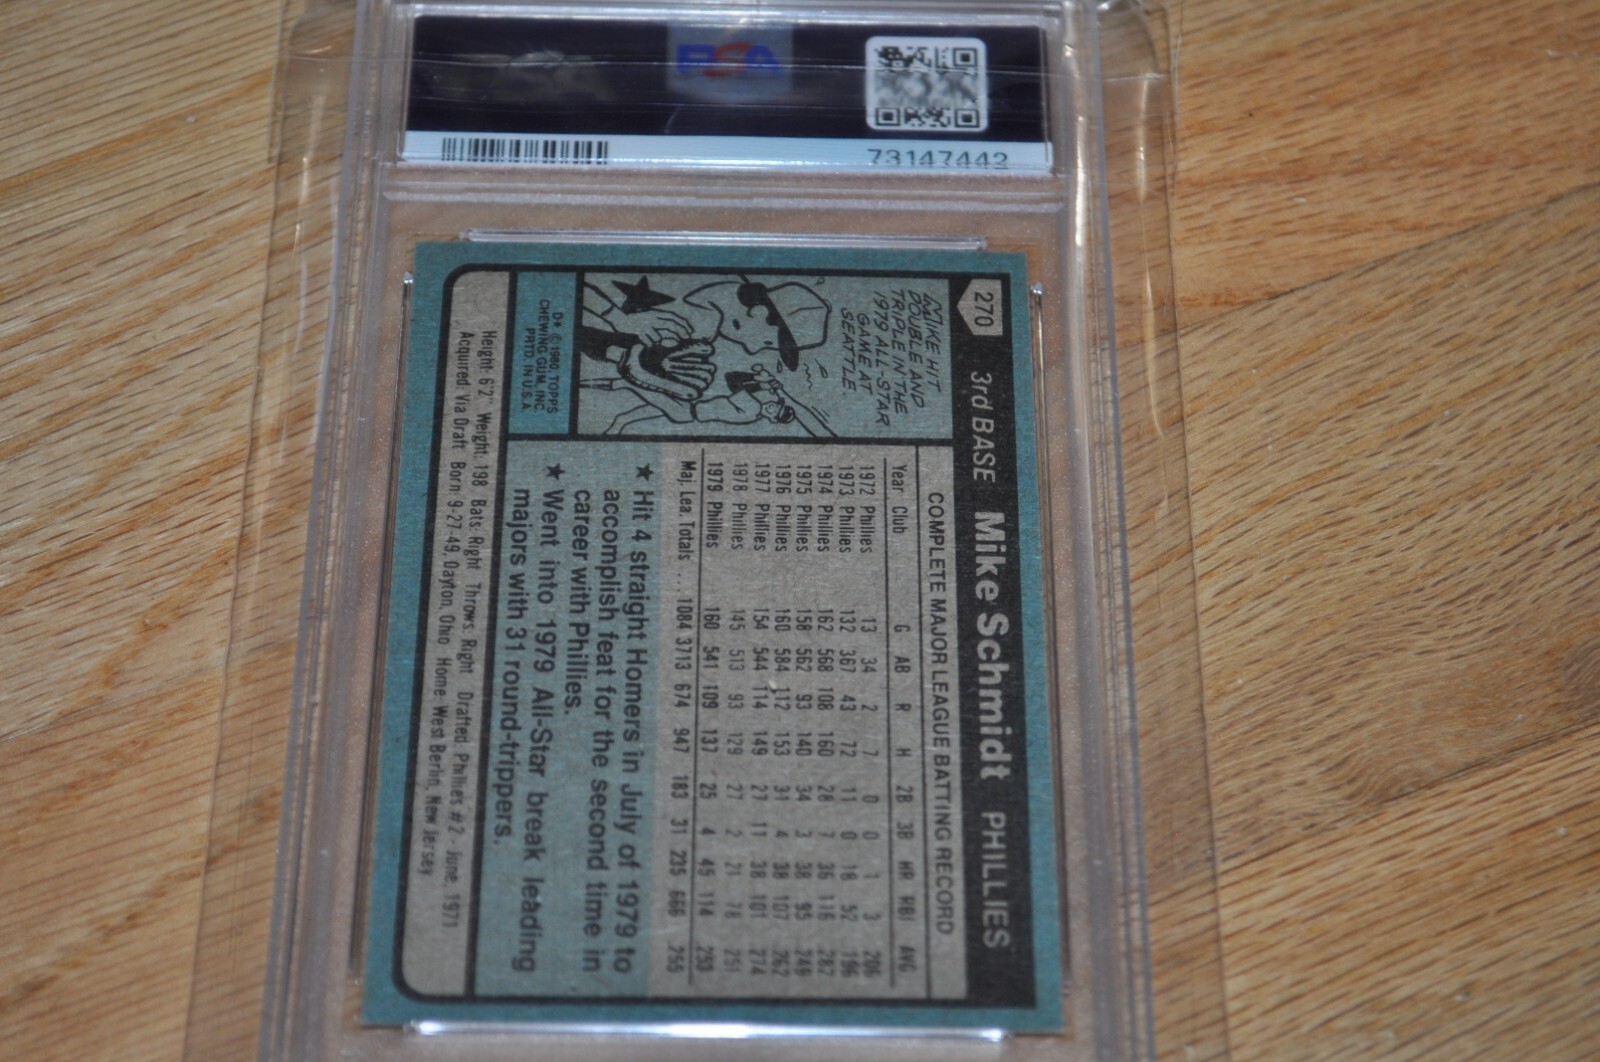 PSA
73147443
270 3rd BASE Mike Schmidt PHILLIES
MIKE HIT
DOUBLE AND
TRIPLE IN THE
1979 ALL-STAR
GAME AT
SEATTLE.
D* © 1980 TOPPS
CHEWING GUM, INC.
PRTD. IN U.S.A.
COMPLETE MAJOR LEAGUE BATTING RECORD
Year Club G AB R H 2B 3B HR RBI AVG
1972 Phillies 13 34 2 7 0 0 1 3 206
1973 Phillies 132 367 43 72 11 0 18 52 196
1974 Phillies 162 568 108 160 28 7 36 116 282
1975 Phillies 158 562 93 140 34 3 38 95 249
1976 Phillies 160 584 112 153 31 4 38 107 262
1977 Phillies 154 544 114 149 27 11 38 101 274
1978 Phillies 145 513 93 129 27 2 21 78 251
1979 Phillies 160 541 109 137 25 4 45 114 253
Maj. Lea. Totals ... 1084 3713 674 947 183 31 235 666 255
★ Hit 4 straight Homers in July of 1979 to
accomplish feat for the second time in
career with Phillies.
★ Went into 1979 All-Star break leading
majors with 31 round-trippers.
Height: 6'2" Weight: 198 Bats: Right Throws: Right Drafted: Phillies #2 - June, 1971
Acquired: Via Draft Born: 9-27-49, Dayton, Ohio Home: West Berlin, New Jersey